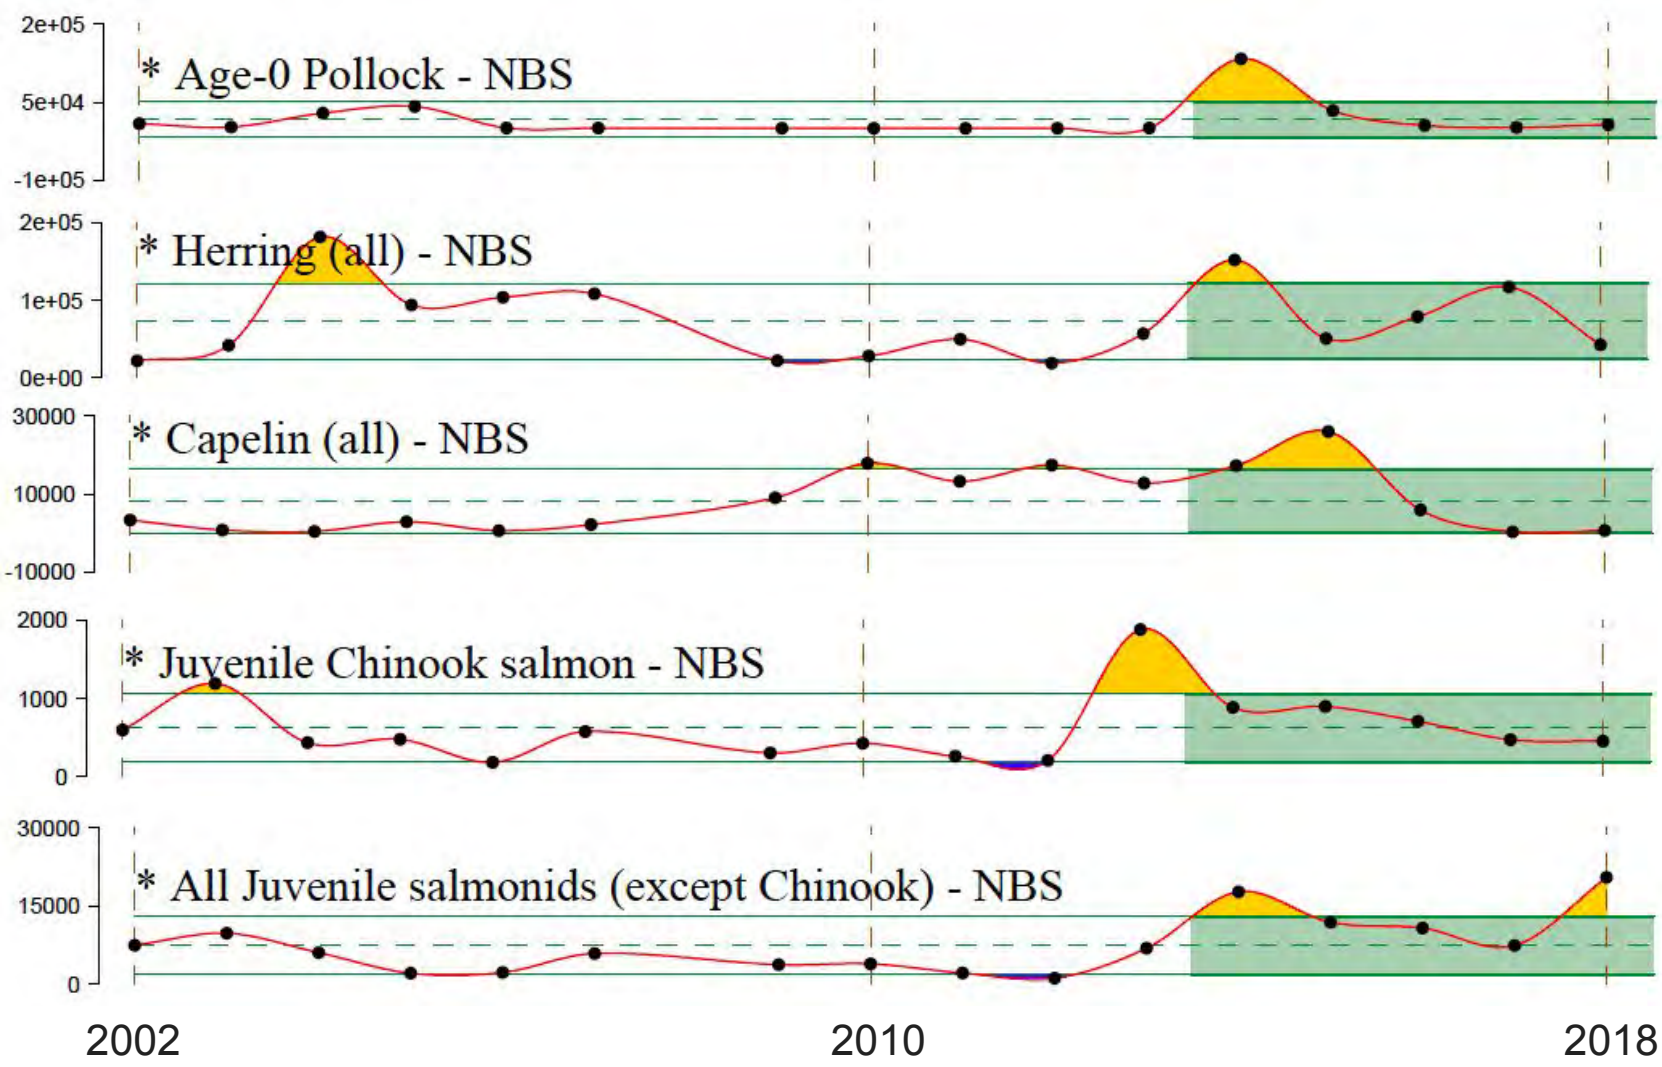 2e+05
* Age-0 Pollock - NBS
5e+04
-1e+05
2e+05
* Herring (all) - NBS
1e+05
0e+00
30000
* Capelin (all) - NBS
10000
-10000
2000
* Juvenile Chinook salmon - NBS
1000
0
30000
* All Juvenile salmonids (except Chinook) - NBS
15000
0
2002 2010 2018